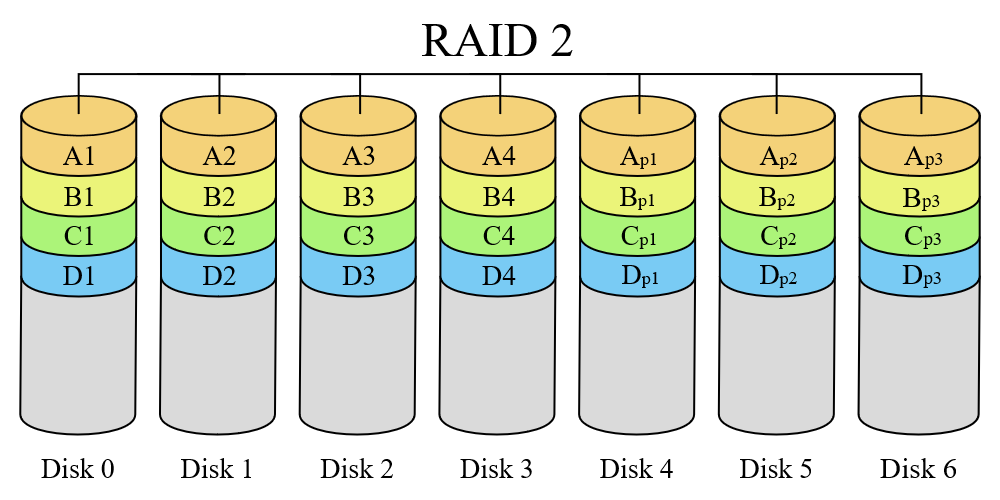 RAID 2
A1 A2 A3 A4 Ap1 Ap2 Ap3
B1 B2 B3 B4 Bp1 Bp2 Bp3
C1 C2 C3 C4 Cp1 Cp2 Cp3
D1 D2 D3 D4 Dp1 Dp2 Dp3
Disk 0 Disk 1 Disk 2 Disk 3 Disk 4 Disk 5 Disk 6